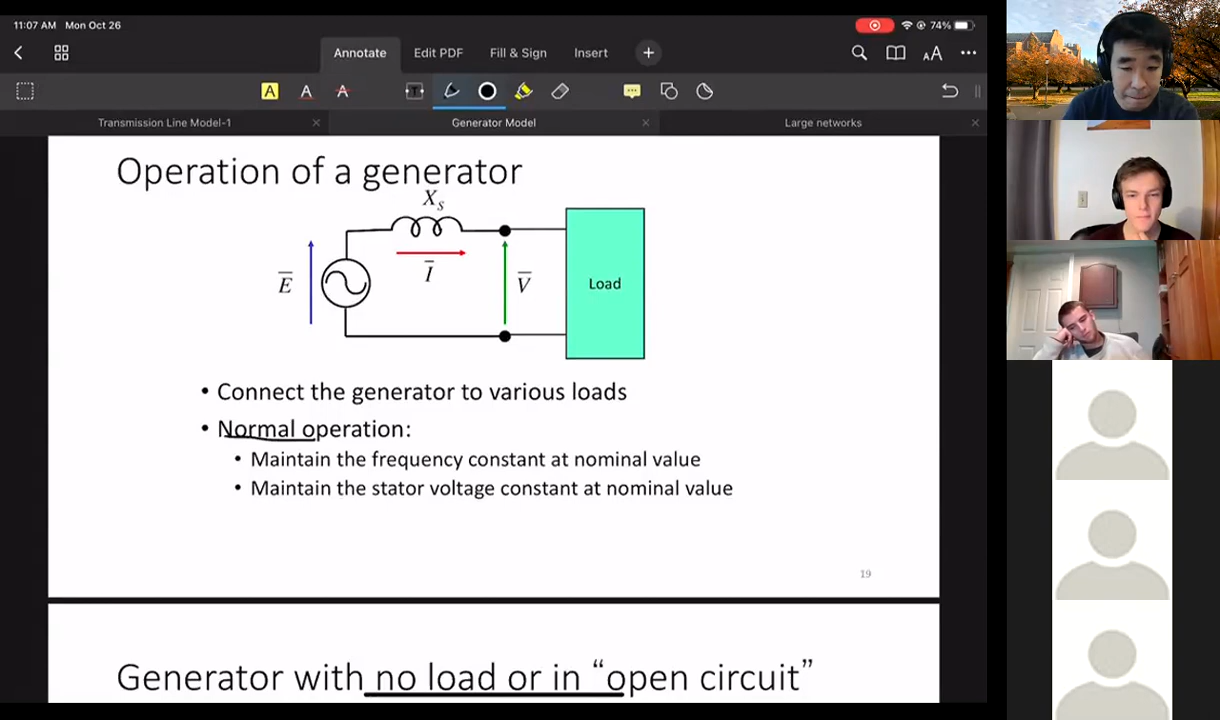 11:07 AM Mon Oct 26
74%
Annotate Edit PDF Fill & Sign Insert +
AA
A A A T
Transmission Line Model-1 Generator Model Large networks
Operation of a generator
Xs
E I V Load
• Connect the generator to various loads
• Normal operation:
• Maintain the frequency constant at nominal value
• Maintain the stator voltage constant at nominal value
19
Generator with no load or in “open circuit”